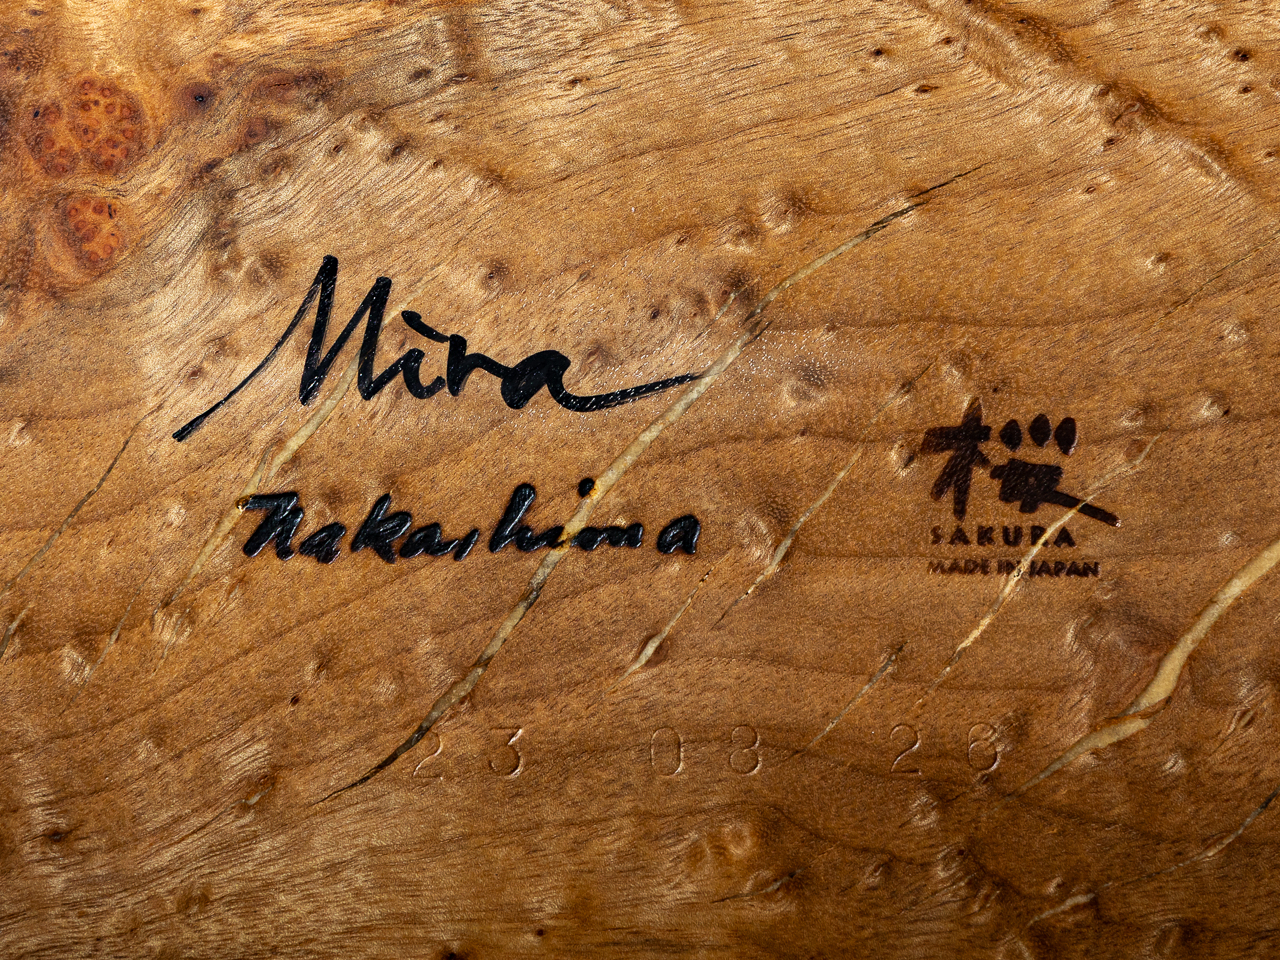 Mira
Nakashima
桜
SAKURA
MADE IN JAPAN
23 08 26